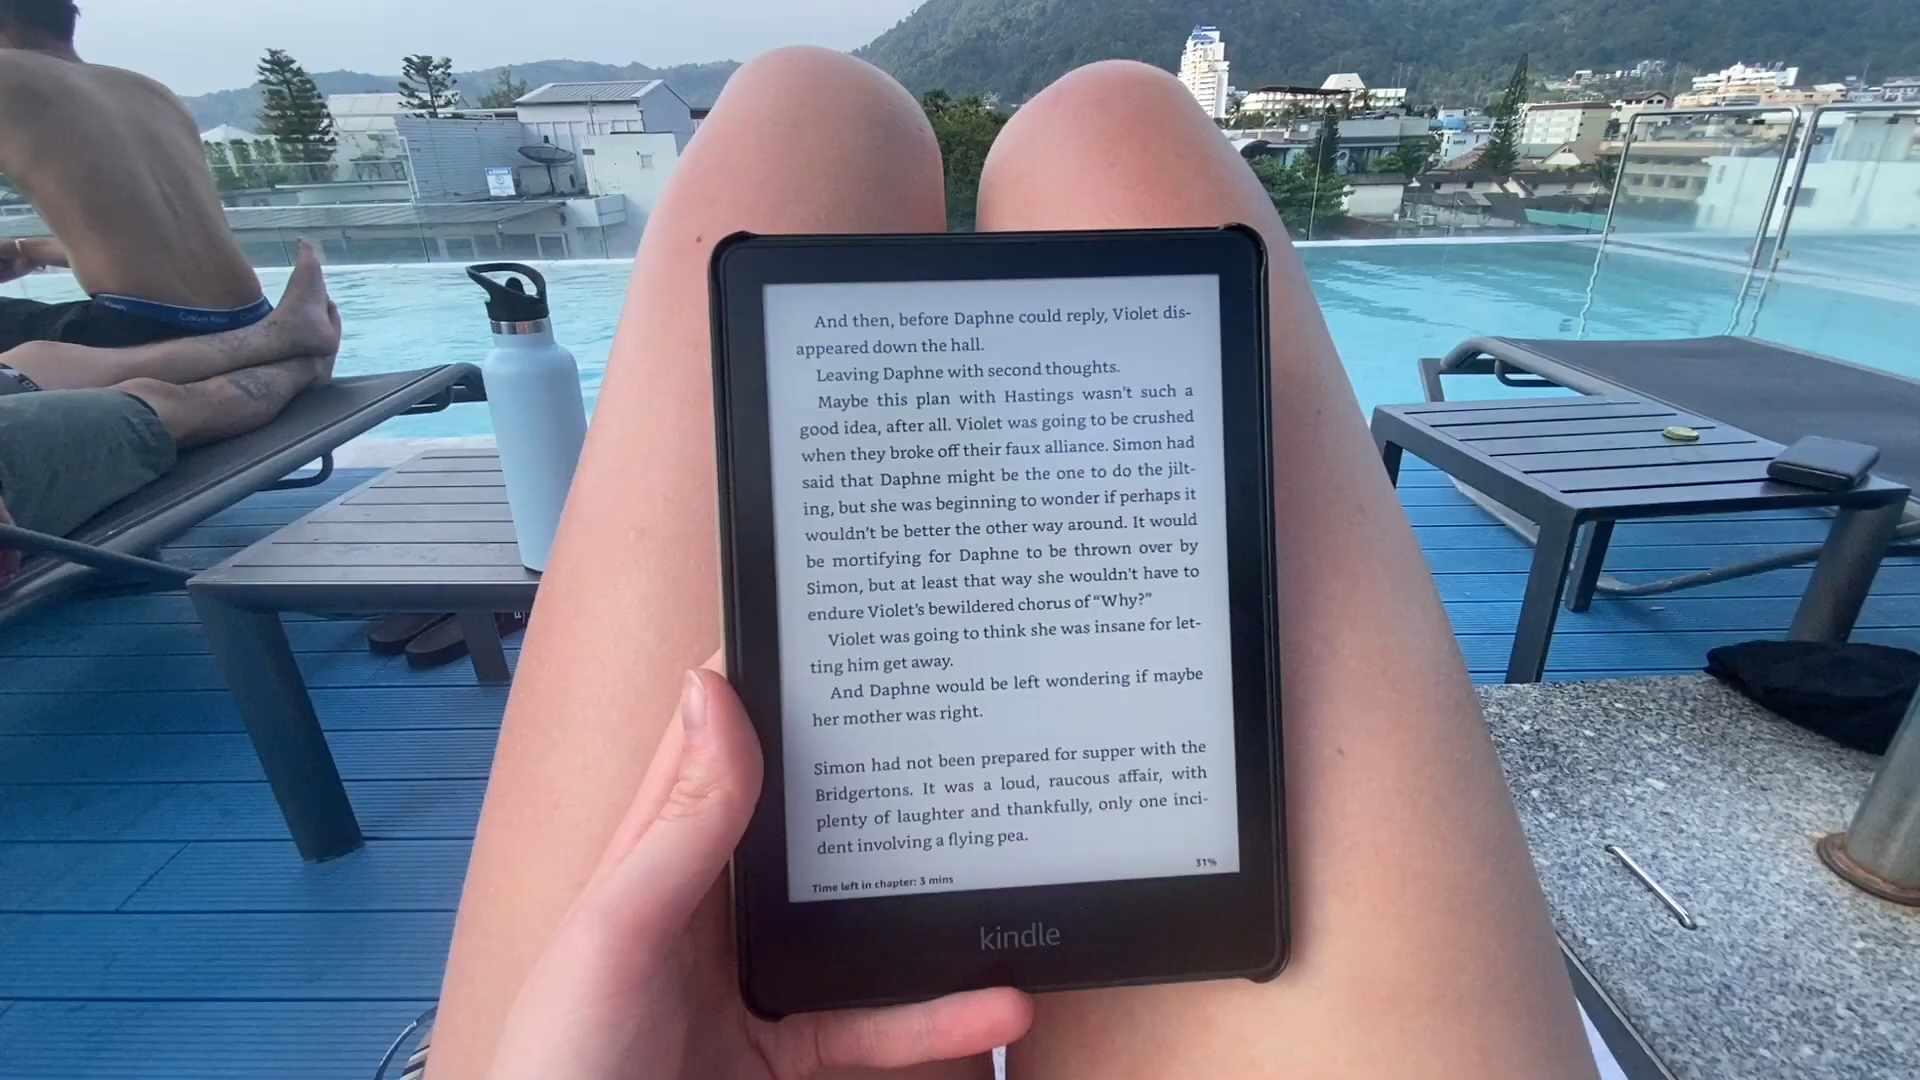 And then, before Daphne could reply, Violet dis-
appeared down the hall.
Leaving Daphne with second thoughts.
Maybe this plan with Hastings wasn't such a
good idea, after all. Violet was going to be crushed
when they broke off their faux alliance. Simon had
said that Daphne might be the one to do the jilt-
ing, but she was beginning to wonder if perhaps it
wouldn't be better the other way around. It would
be mortifying for Daphne to be thrown over by
Simon, but at least that way she wouldn't have to
endure Violet's bewildered chorus of “Why?”
Violet was going to think she was insane for let-
ting him get away.
And Daphne would be left wondering if maybe
her mother was right.
Simon had not been prepared for supper with the
Bridgertons. It was a loud, raucous affair, with
plenty of laughter and thankfully, only one inci-
dent involving a flying pea.
Time left in chapter: 3 mins
31%
kindle
Calvin Klein